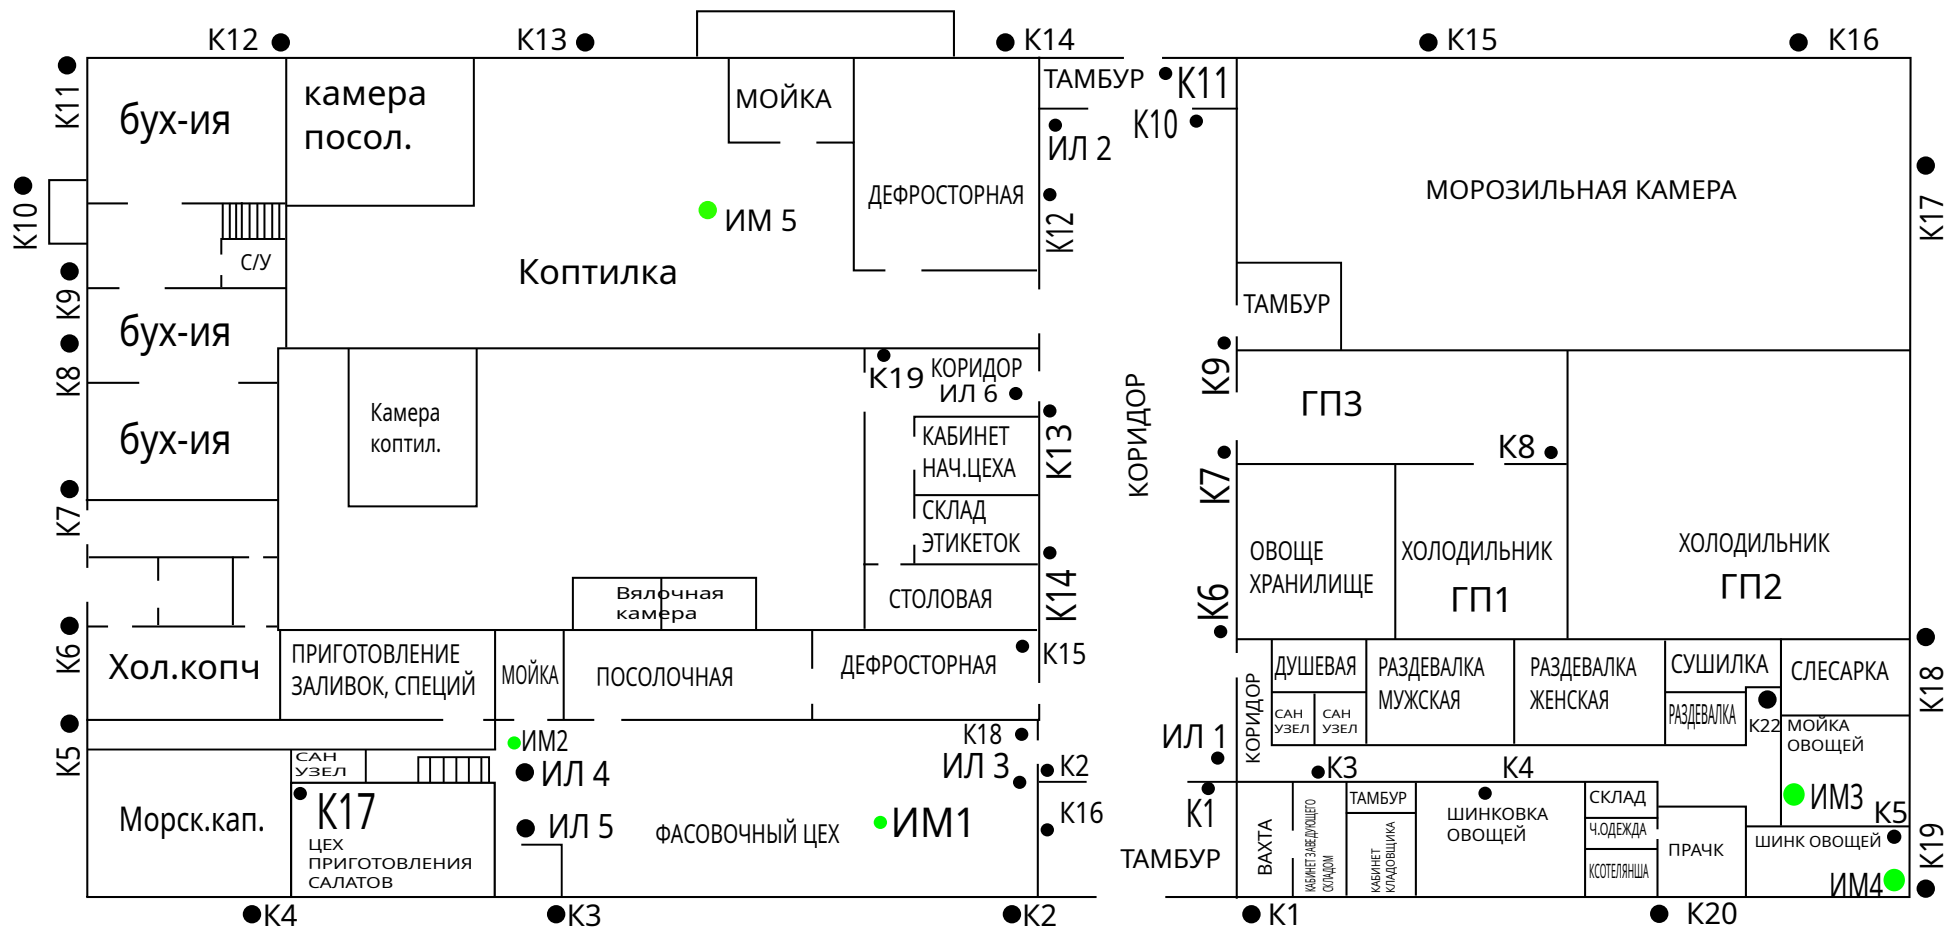 К12
К13
К14
К15
К16
К11
бух-ия
камера
посол.
МОЙКА
ТАМБУР
К11
К10
ИЛ 2
ДЕФРОСТОРНАЯ
МОРОЗИЛЬНАЯ КАМЕРА
К17
К10
ИМ 5
К12
С/У
Коптилка
К9
ТАМБУР
бух-ия
К8
К19
КОРИДОР
ИЛ 6
К9
КОРИДОР
ГП3
К8
Камера
коптил.
бух-ия
КАБИНЕТ
НАЧ.ЦЕХА
К13
К7
К7
СКЛАД
ЭТИКЕТОК
ОВОЩЕ
ХРАНИЛИЩЕ
ХОЛОДИЛЬНИК
ГП1
ХОЛОДИЛЬНИК
ГП2
Вялочная
камера
СТОЛОВАЯ
К14
К6
К6
Хол.копч
ПРИГОТОВЛЕНИЕ
ЗАЛИВОК, СПЕЦИЙ
МОЙКА
ПОСОЛОЧНАЯ
ДЕФРОСТОРНАЯ
К15
КОРИДОР
ДУШЕВАЯ
РАЗДЕВАЛКА
МУЖСКАЯ
РАЗДЕВАЛКА
ЖЕНСКАЯ
СУШИЛКА
СЛЕСАРКА
К18
САН
УЗЕЛ
САН
УЗЕЛ
РАЗДЕВАЛКА
К22
МОЙКА
ОВОЩЕЙ
К5
ИМ2
К18
ИЛ 1
САН
УЗЕЛ
ИЛ 4
ИЛ 3
К2
К3
К4
ИМ3
Морск.кап.
К17
ЦЕХ
ПРИГОТОВЛЕНИЯ
САЛАТОВ
ИЛ 5
ФАСОВОЧНЫЙ ЦЕХ
ИМ1
К16
К1
ТАМБУР
ВАХТА
КАБИНЕТ ЗАВЕДУЮЩЕГО
СКЛАДОМ
ТАМБУР
КАБИНЕТ
КЛАДОВЩИКА
ШИНКОВКА
ОВОЩЕЙ
СКЛАД
Ч.ОДЕЖДА
КСОТЕЛЯНША
ПРАЧК
К5
ШИНК ОВОЩЕЙ
ИМ4
К19
К4
К3
К2
К1
К20